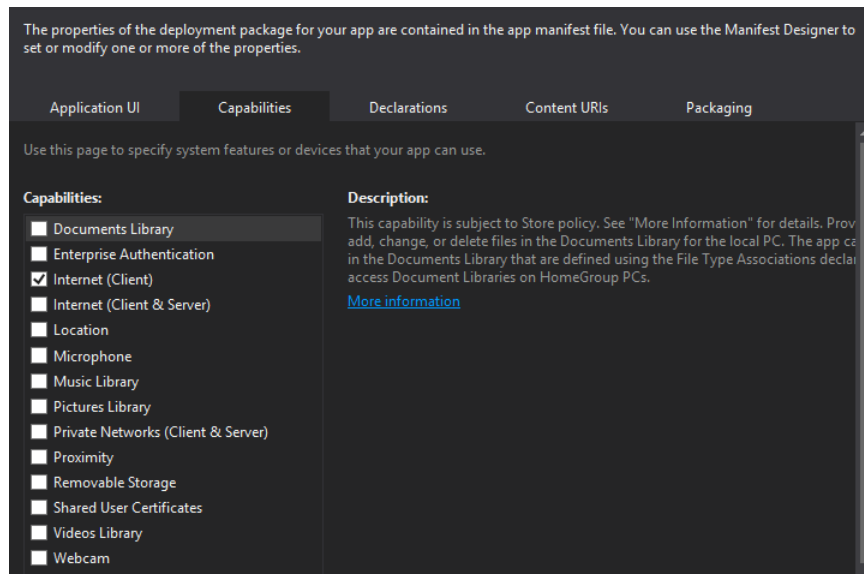 The properties of the deployment package for your app are contained in the app manifest file. You can use the Manifest Designer to
set or modify one or more of the properties.
Application UI Capabilities Declarations Content URIs Packaging
Use this page to specify system features or devices that your app can use.
Capabilities:
Documents Library
Enterprise Authentication
Internet (Client)
Internet (Client & Server)
Location
Microphone
Music Library
Pictures Library
Private Networks (Client & Server)
Proximity
Removable Storage
Shared User Certificates
Videos Library
Webcam
Description:
This capability is subject to Store policy. See "More Information" for details.
add, change, or delete files in the Documents Library for the local PC. The app
in the Documents Library that are defined using the File Type Associations
access Document Libraries on HomeGroup PCs.
More information